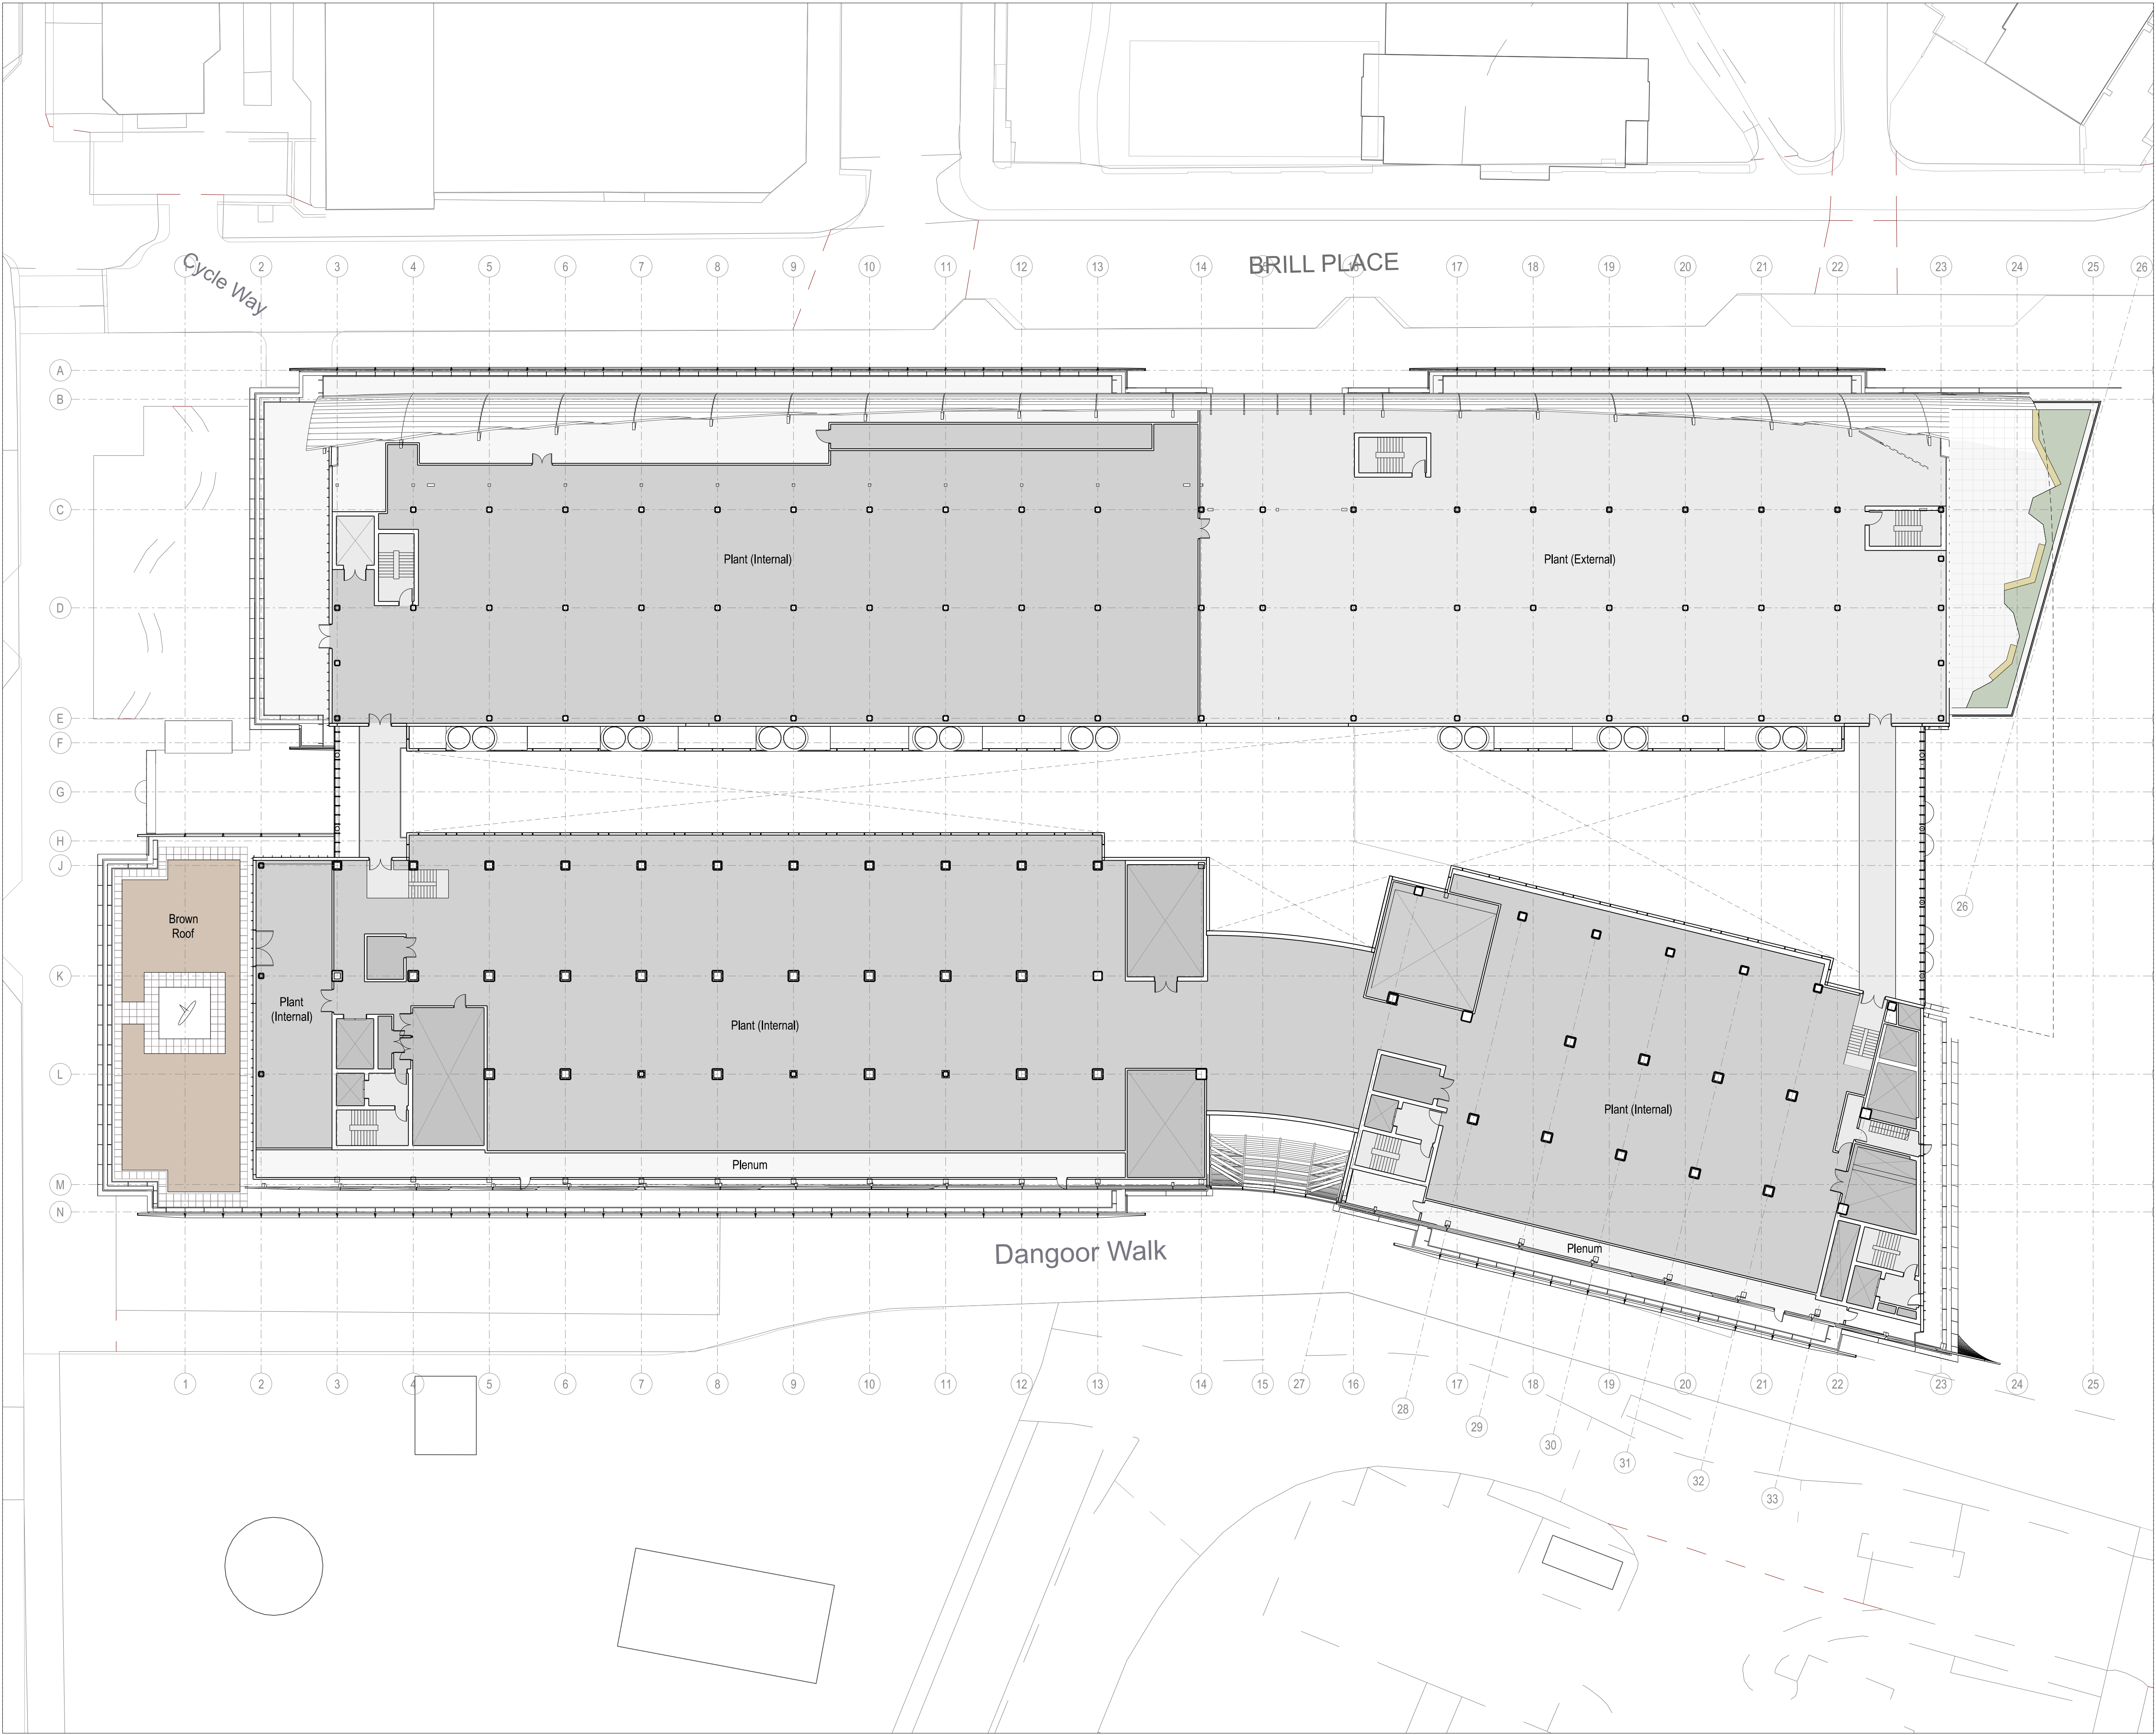 BRILL PLACE
Cycle Way
1
2
3
4
5
6
7
8
9
10
11
12
13
14
15
16
17
18
19
20
21
22
23
24
25
26
A
B
C
Plant (Internal)
Plant (External)
D
E
F
G
H
J
26
Brown
Roof
K
Plant
(Internal)
Plant (Internal)
L
Plant (Internal)
Plenum
M
N
Plenum
Dangoor Walk
1
2
3
4
5
6
7
8
9
10
11
12
13
14
15
27
16
17
18
19
20
21
22
23
24
25
28
29
30
31
32
33